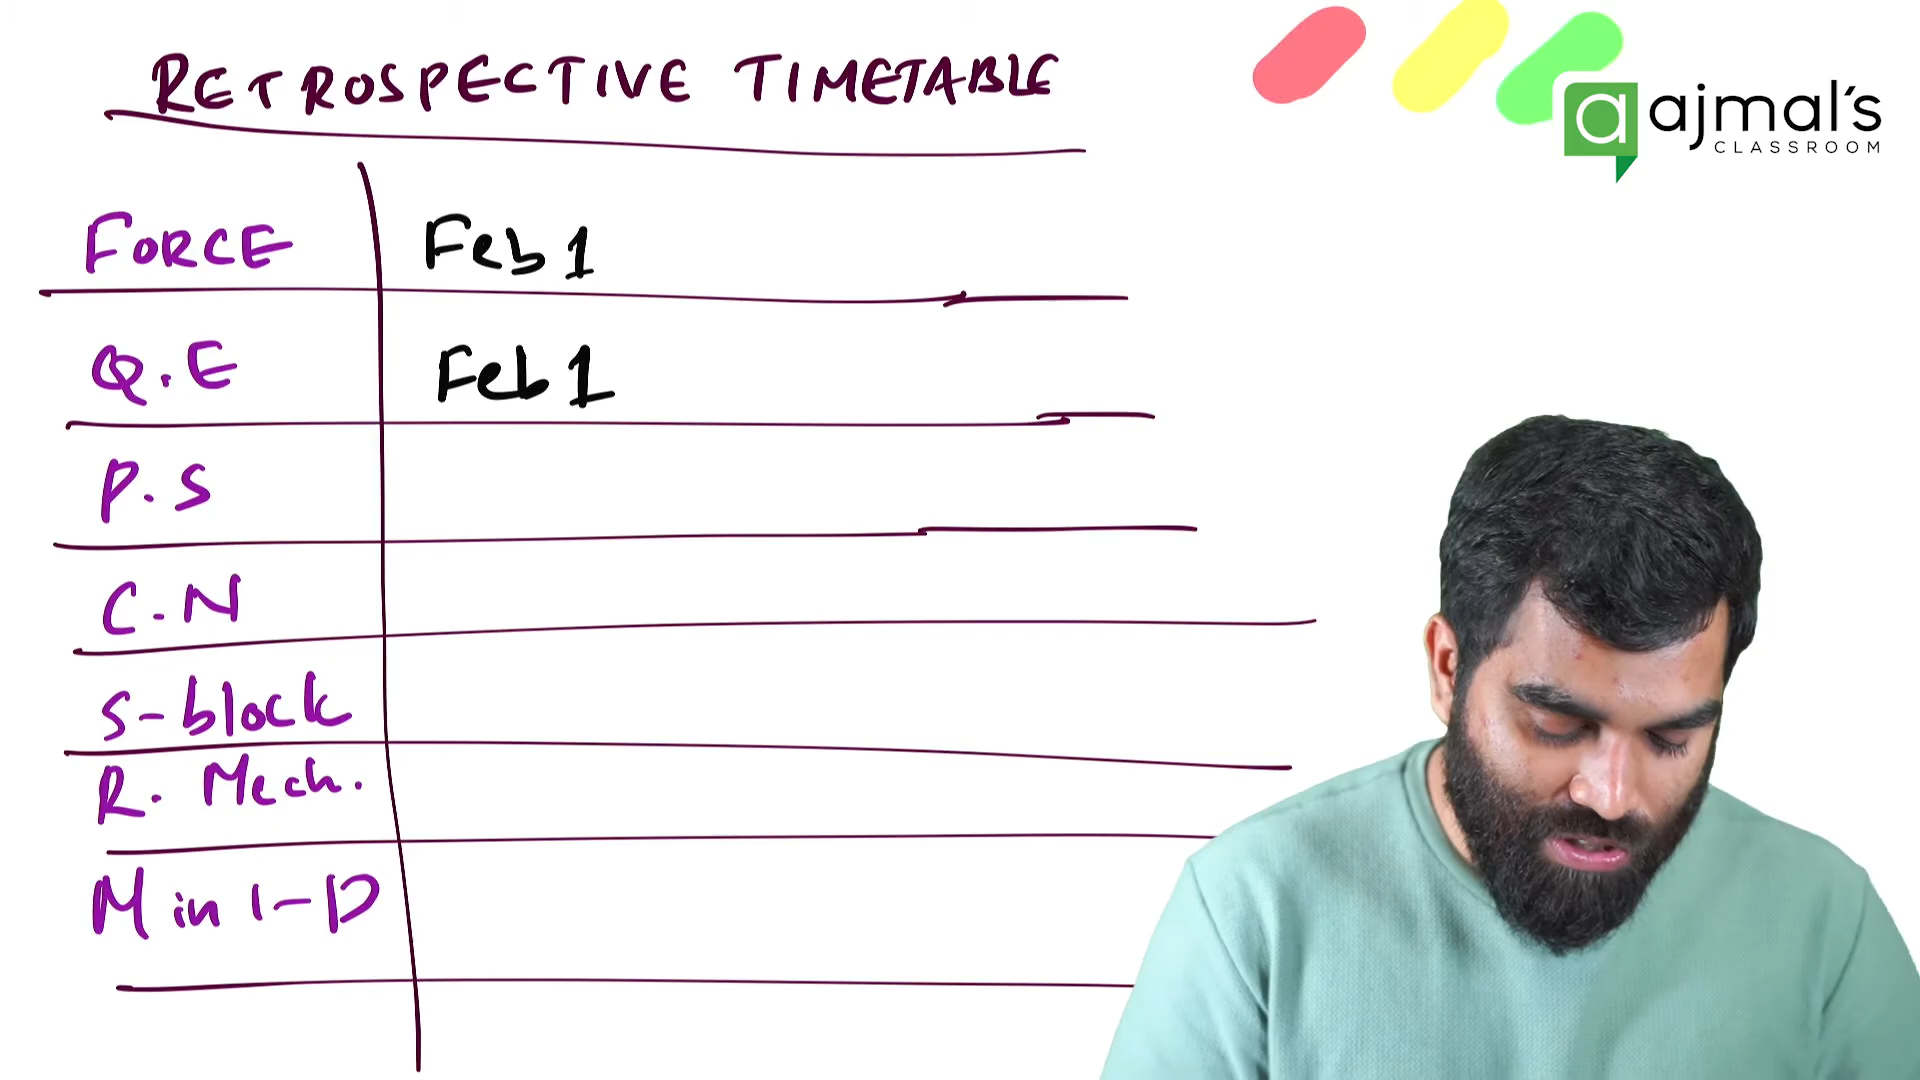 RETROSPECTIVE TIMETABLE
a ajmal's
CLASSROOM
FORCE Feb 1
Q.E Feb 1
P.S
C.N
S-block
R. Mech.
M in 1-D